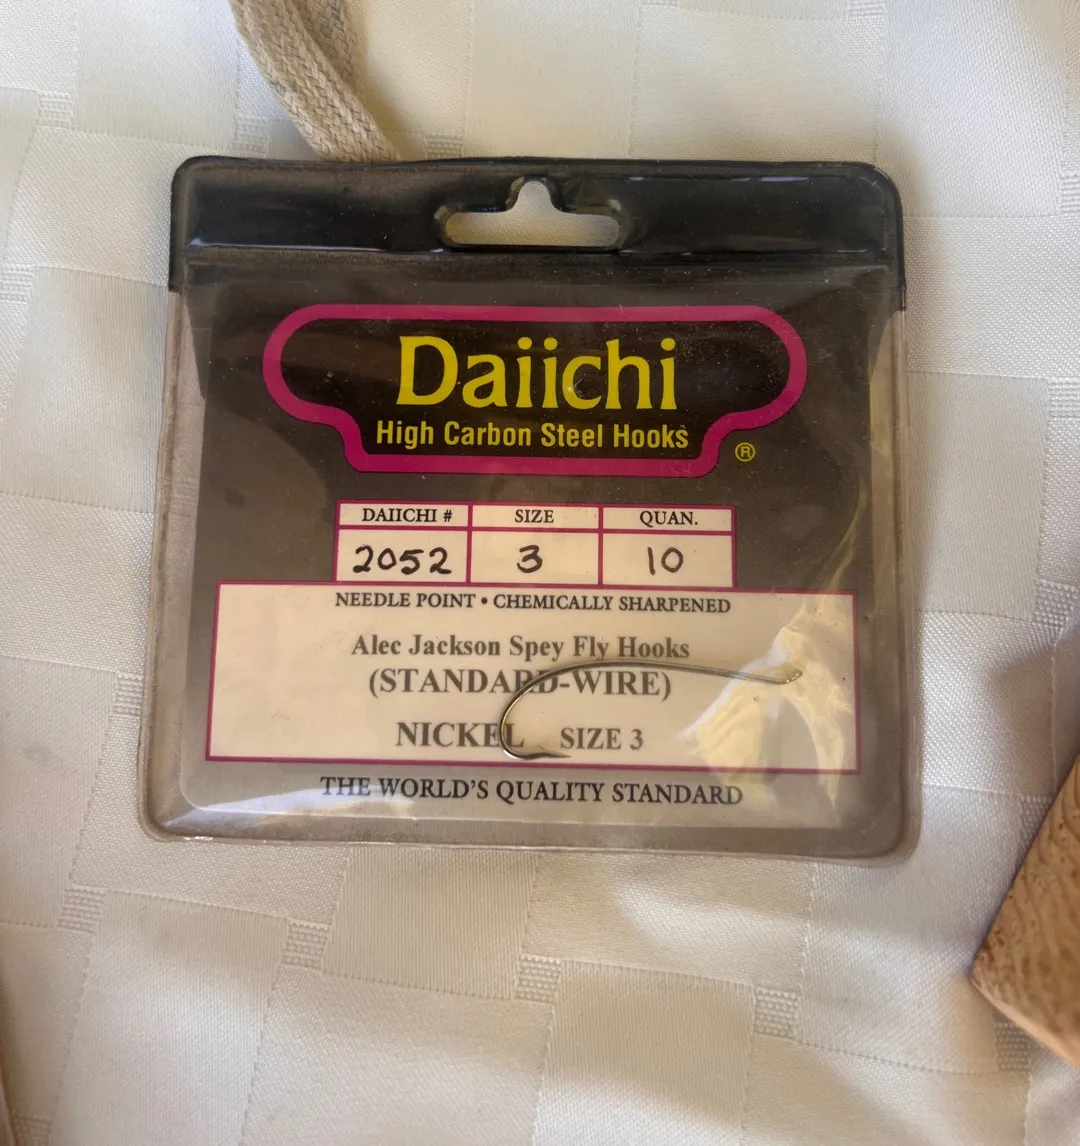 Daiichi
High Carbon Steel Hooks
®
DAIICHI # SIZE QUAN.
2052 3 10
NEEDLE POINT • CHEMICALLY SHARPENED
Alec Jackson Spey Fly Hooks
(STANDARD-WIRE)
NICKEL SIZE 3
THE WORLD'S QUALITY STANDARD